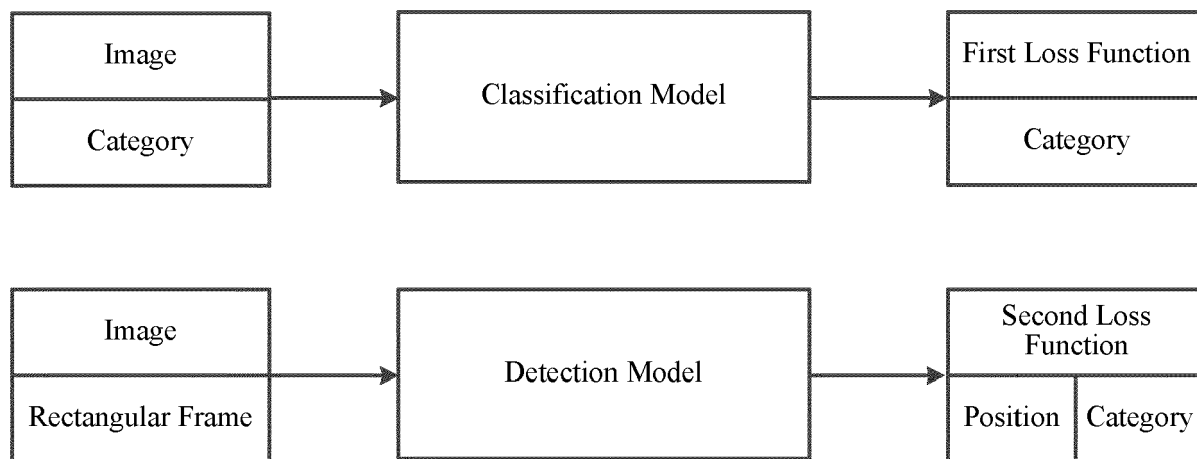 Image
Category
Classification Model
First Loss Function
Category
Image
Rectangular Frame
Detection Model
Second Loss
Function
Position
Category